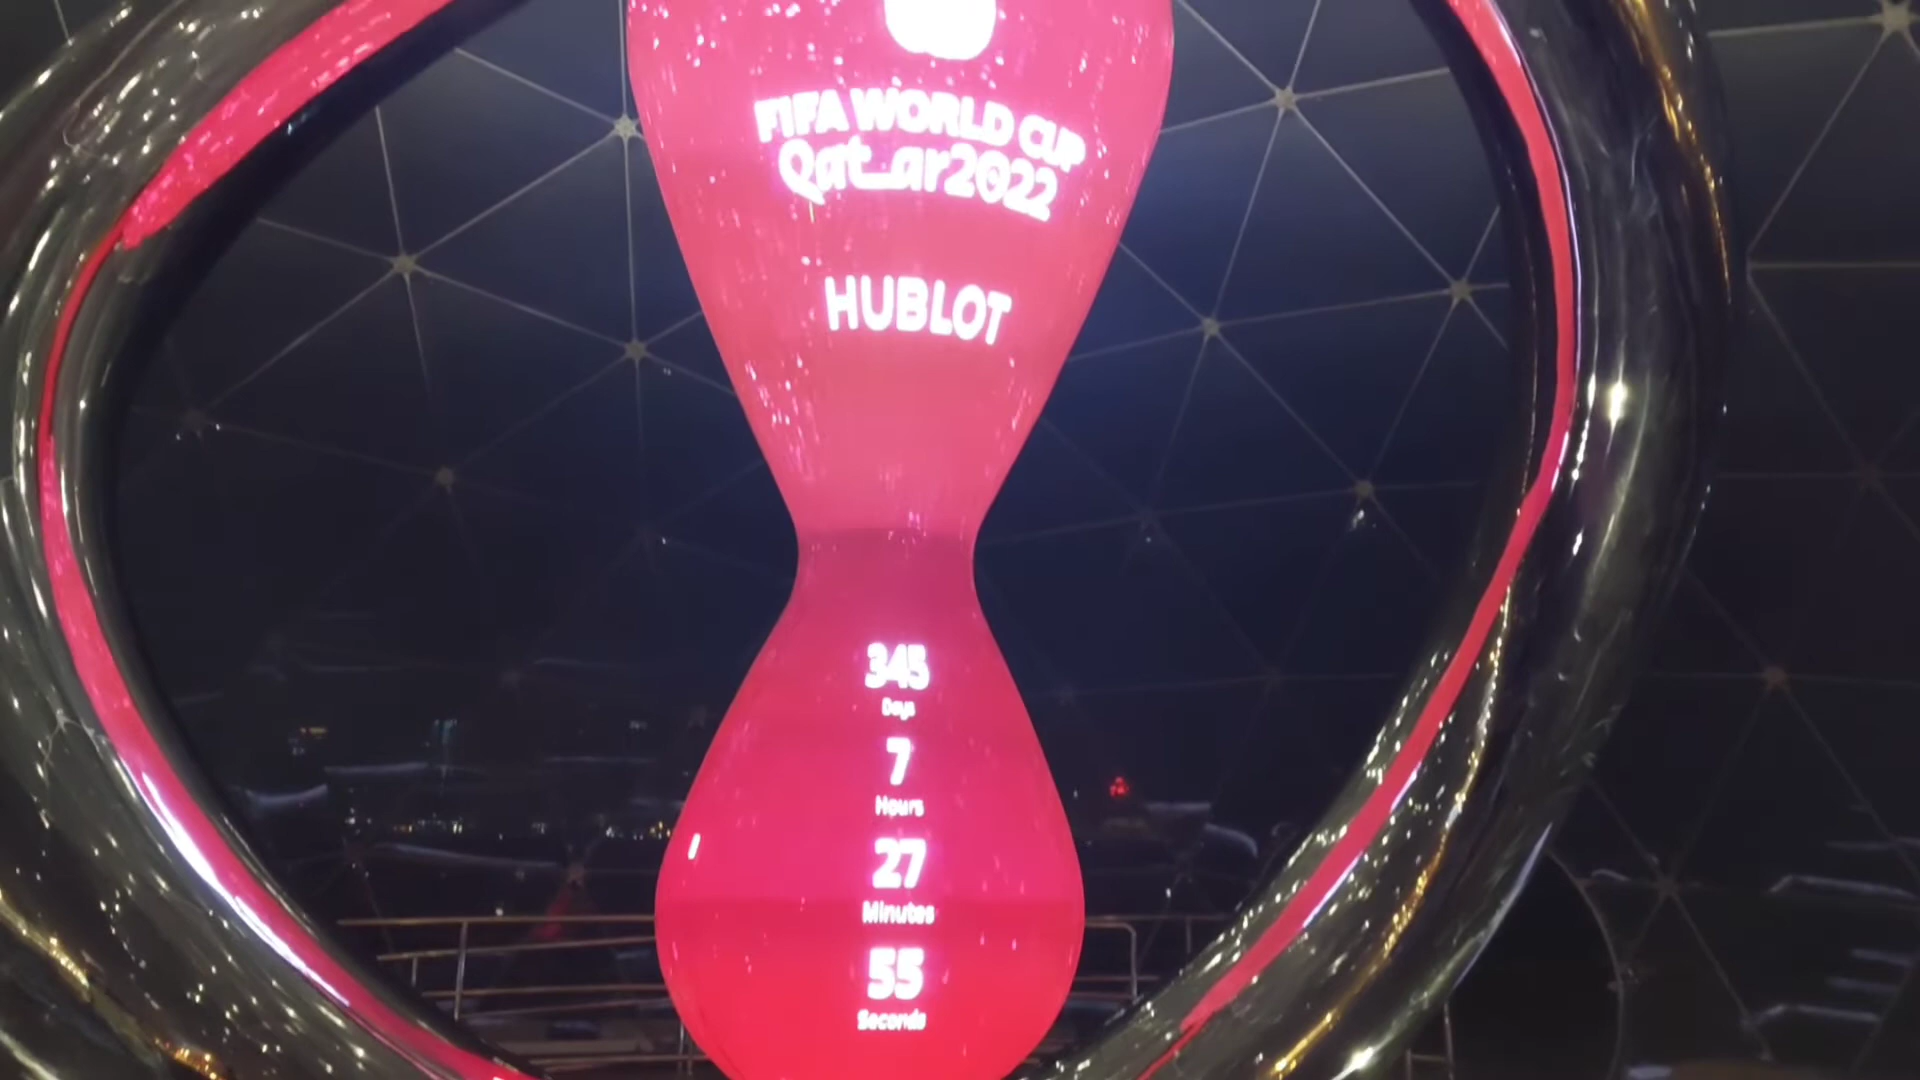 FIFA WORLD CUP
Qatar2022
HUBLOT
345
Days
7
Hours
27
Minutes
55
Seconds